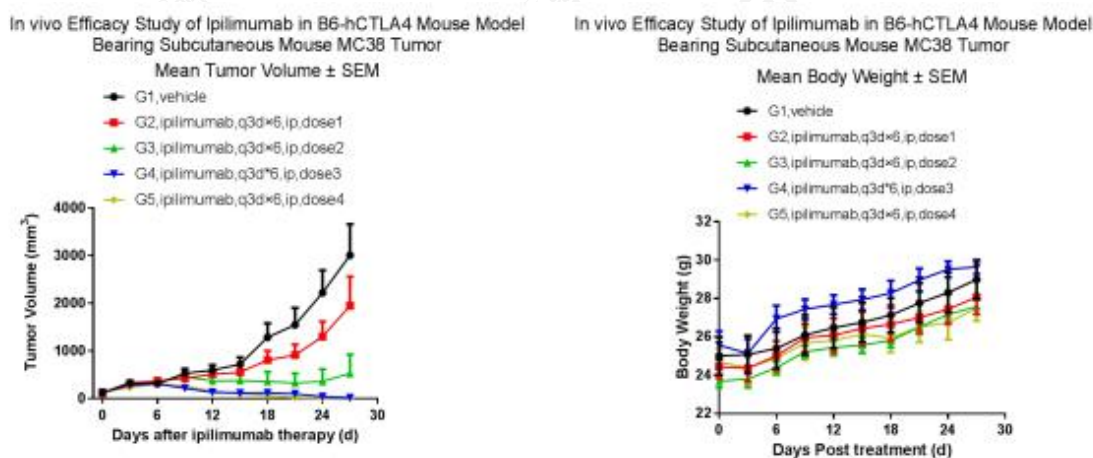 In vivo Efficacy Study of Ipilimumab in B6-hCTLA4 Mouse Model
Bearing Subcutaneous Mouse MC38 Tumor
Mean Tumor Volume ± SEM
G1,vehicle
G2,ipilimumab,q3d×6,ip,dose1
G3,ipilimumab,q3d×6,ip,dose2
G4,ipilimumab,q3d*6,ip,dose3
G5,ipilimumab,q3d×6,ip,dose4
Tumor Volume (mm³)
4000
3000
2000
1000
0
0 6 12 18 24 30
Days after ipilimumab therapy (d)
In vivo Efficacy Study of Ipilimumab in B6-hCTLA4 Mouse Model
Bearing Subcutaneous Mouse MC38 Tumor
Mean Body Weight ± SEM
G1,vehicle
G2,ipilimumab,q3d×6,ip,dose1
G3,ipilimumab,q3d×6,ip,dose2
G4,ipilimumab,q3d*6,ip,dose3
G5,ipilimumab,q3d×6,ip,dose4
Body Weight (g)
32
30
28
26
24
22
0 6 12 18 24 30
Days Post treatment (d)